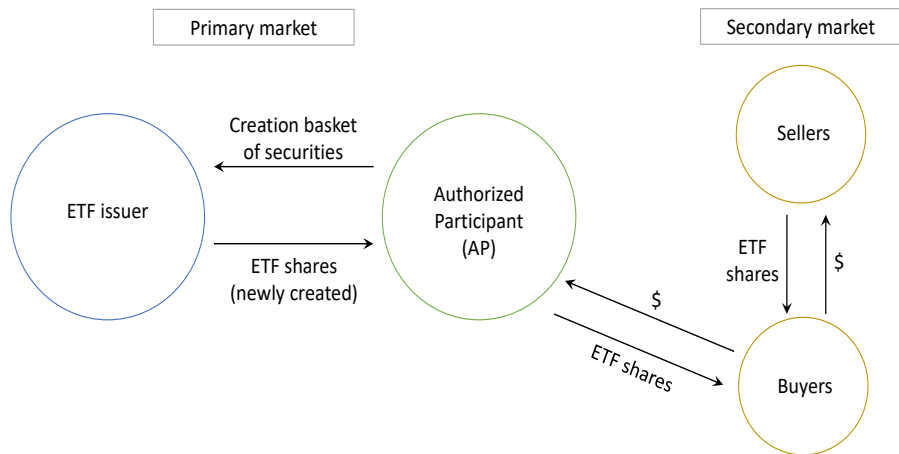 Primary market
Secondary market
Creation basket
of securities
ETF issuer
ETF shares
(newly created)
Authorized
Participant
(AP)
Sellers
ETF
shares
$
$
ETF shares
Buyers